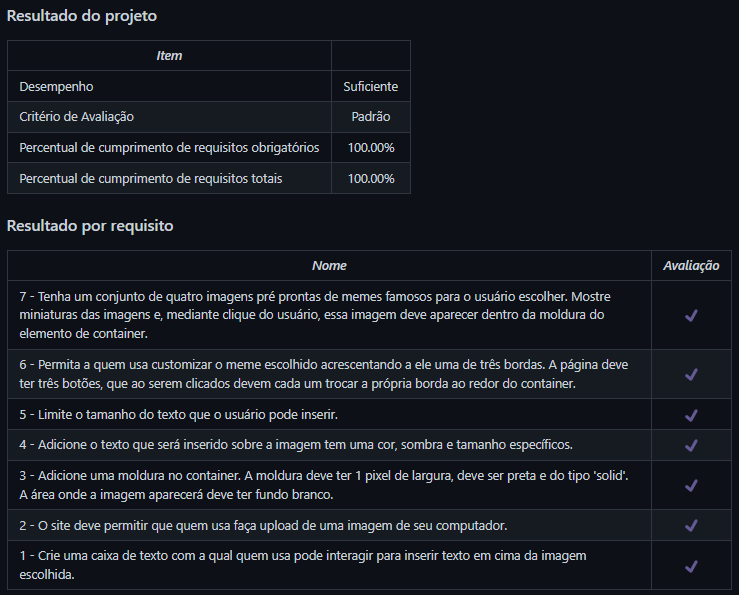 Resultado do projeto
Item
Desempenho Suficiente
Critério de Avaliação Padrão
Percentual de cumprimento de requisitos obrigatórios 100.00%
Percentual de cumprimento de requisitos totais 100.00%
Resultado por requisito
Nome Avaliação
7 - Tenha um conjunto de quatro imagens pré prontas de memes famosos para o usuário escolher. Mostre
miniaturas das imagens e, mediante clique do usuário, essa imagem deve aparecer dentro da moldura do
elemento de container.
6 - Permita a quem usa customizar o meme escolhido acrescentando a ele uma de três bordas. A página deve
ter três botões, que ao serem clicados devem cada um trocar a própria borda ao redor do container.
5 - Limite o tamanho do texto que o usuário pode inserir.
4 - Adicione o texto que será inserido sobre a imagem tem uma cor, sombra e tamanho específicos.
3 - Adicione uma moldura no container. A moldura deve ter 1 pixel de largura, deve ser preta e do tipo 'solid'.
A área onde a imagem aparecerá deve ter fundo branco.
2 - O site deve permitir que quem usa faça upload de uma imagem de seu computador.
1 - Crie uma caixa de texto com a qual quem usa pode interagir para inserir texto em cima da imagem
escolhida.